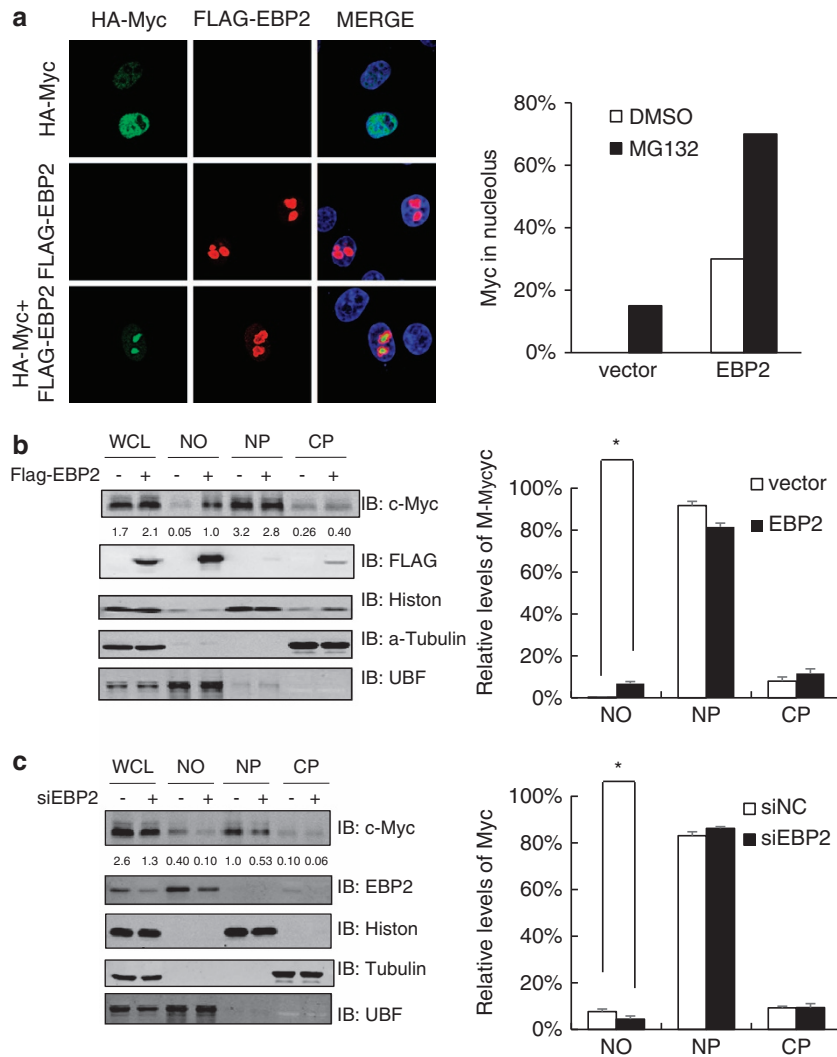 a
HA-Myc FLAG-EBP2 MERGE
HA-Myc
FLAG-EBP2
HA-Myc+
FLAG-EBP2
80%
60%
40%
20%
0%
Myc in nucleolus
DMSO
MG132
vector EBP2
b
WCL NO NP CP
Flag-EBP2 - + - + - + - +
IB: c-Myc
1.7 2.1 0.05 1.0 3.2 2.8 0.26 0.40
IB: FLAG
IB: Histon
IB: a-Tubulin
IB: UBF
*
100%
80%
60%
40%
20%
0%
Relative levels of M-Mycyc
vector
EBP2
NO NP CP
c
WCL NO NP CP
siEBP2 - + - + - + - +
IB: c-Myc
2.6 1.3 0.40 0.10 1.0 0.53 0.10 0.06
IB: EBP2
IB: Histon
IB: Tubulin
IB: UBF
*
100%
80%
60%
40%
20%
0%
Relative levels of Myc
siNC
siEBP2
NO NP CP